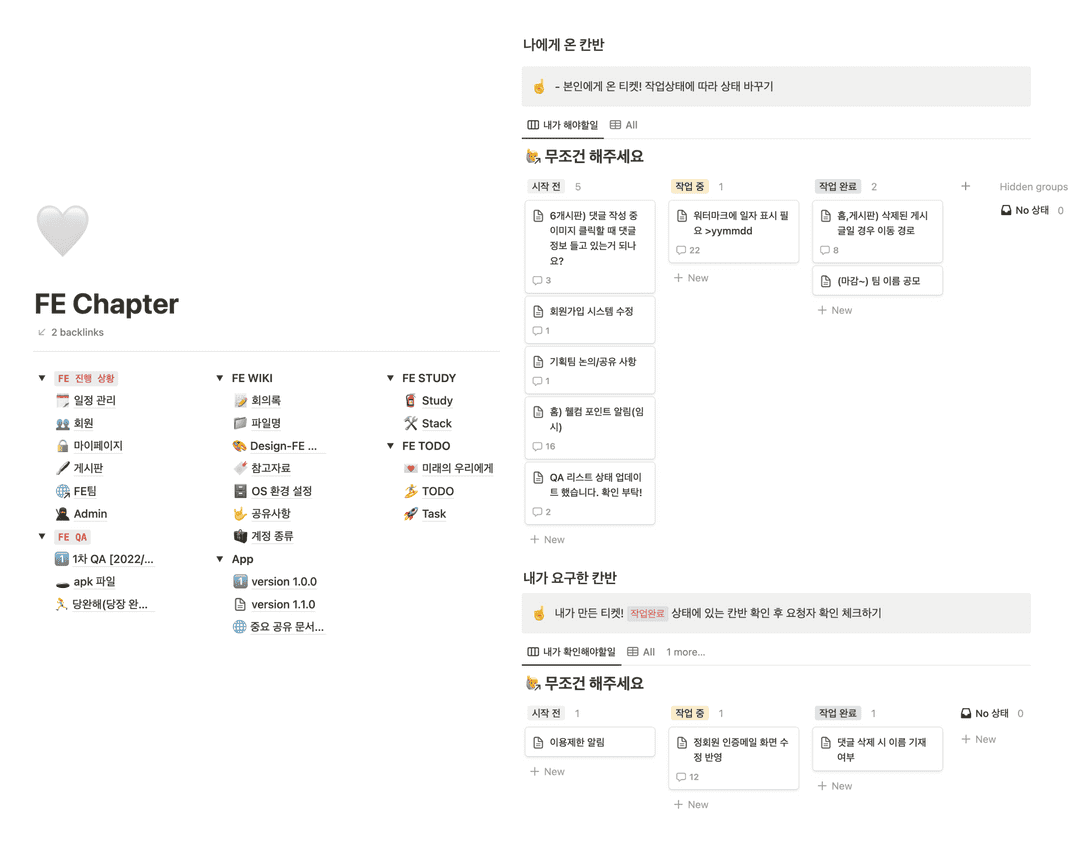 FE Chapter
2 backlinks
FE 진행 상황
일정 관리
회원
마이페이지
게시판
FE팀
Admin
FE QA
1차 QA [2022/...
apk 파일
당완해(당장 완...
FE WIKI
회의록
파일명
Design-FE ...
참고자료
OS 환경 설정
공유사항
계정 종류
App
version 1.0.0
version 1.1.0
중요 공유 문서...
FE STUDY
Study
Stack
FE TODO
미래의 우리에게
TODO
Task
나에게 온 칸반
- 본인에게 온 티켓! 작업상태에 따라 상태 바꾸기
내가 해야할일 All
무조건 해주세요
시작 전 5
6개시판) 댓글 작성 중
이미지 클릭할 때 댓글
정보 들고 있는거 되나
요?
3
회원가입 시스템 수정
1
기획팀 논의/공유 사항
1
홈) 웰컴 포인트 알림(임
시)
16
QA 리스트 상태 업데이
트 했습니다. 확인 부탁!
2
New
작업 중 1
워터마크에 일자 표시 필
요 >yymmdd
22
New
작업 완료 2
홈,게시판) 삭제된 게시
글일 경우 이동 경로
8
(마감~) 팀 이름 공모
New
Hidden groups
No 상태 0
내가 요구한 칸반
내가 만든 티켓! 작업완료 상태에 있는 칸반 확인 후 요청자 확인 체크하기
내가 확인해야할일 All 1 more...
무조건 해주세요
시작 전 1
이용제한 알림
New
작업 중 1
정회원 인증메일 화면 수
정 반영
12
New
작업 완료 1
댓글 삭제 시 이름 기재
여부
New
No 상태 0
New